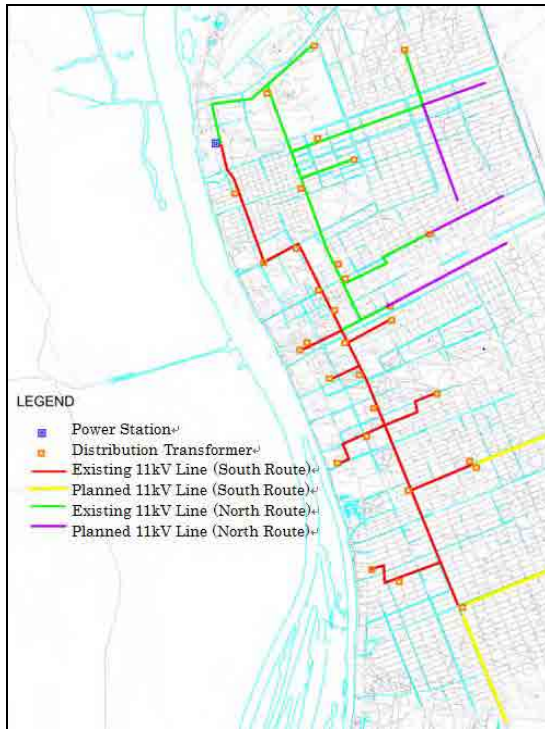 LEGEND
Power Station↵
Distribution Transformer↵
Existing 11kV Line (South Route)↵
Planned 11kV Line (South Route)↵
Existing 11kV Line (North Route)↵
Planned 11kV Line (North Route)↵